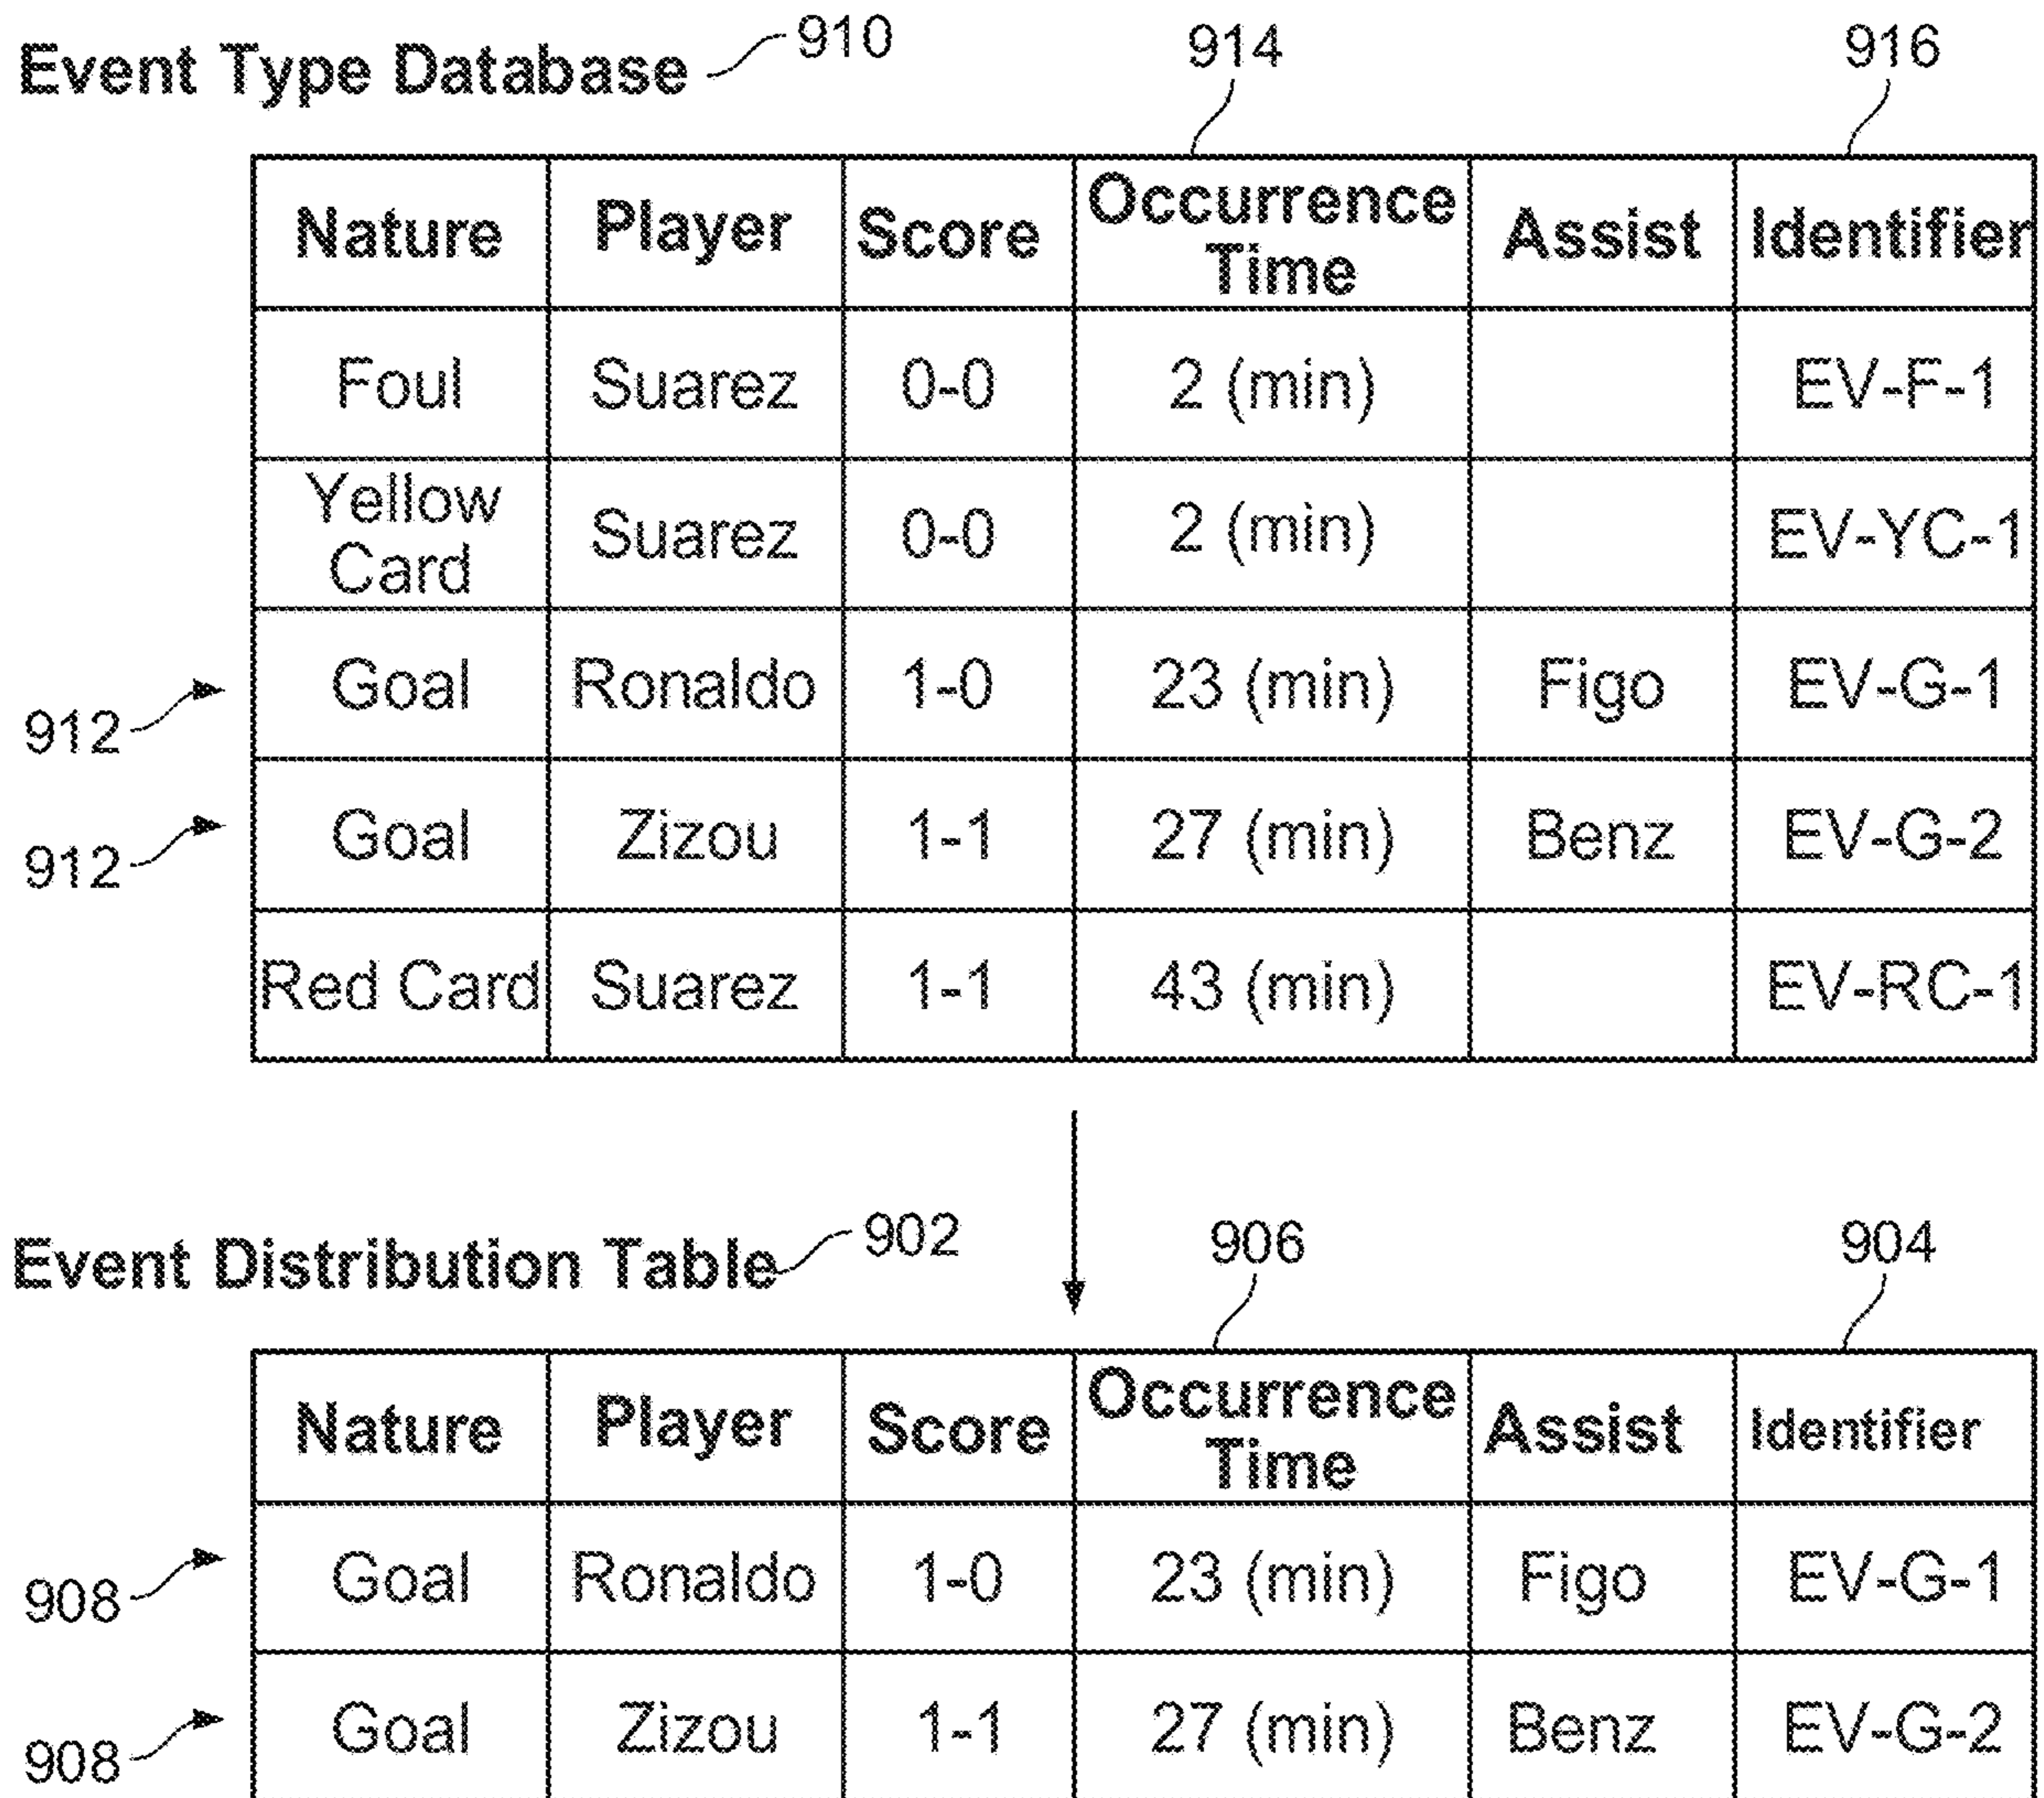 Event Type Database 910 914 916
Nature Player Score Occurrence Time Assist Identifier
Foul Suarez 0-0 2 (min) EV-F-1
Yellow Card Suarez 0-0 2 (min) EV-YC-1
912 Goal Ronaldo 1-0 23 (min) Figo EV-G-1
912 Goal Zizou 1-1 27 (min) Benz EV-G-2
Red Card Suarez 1-1 43 (min) EV-RC-1
Event Distribution Table 902 906 904
Nature Player Score Occurrence Time Assist Identifier
908 Goal Ronaldo 1-0 23 (min) Figo EV-G-1
908 Goal Zizou 1-1 27 (min) Benz EV-G-2